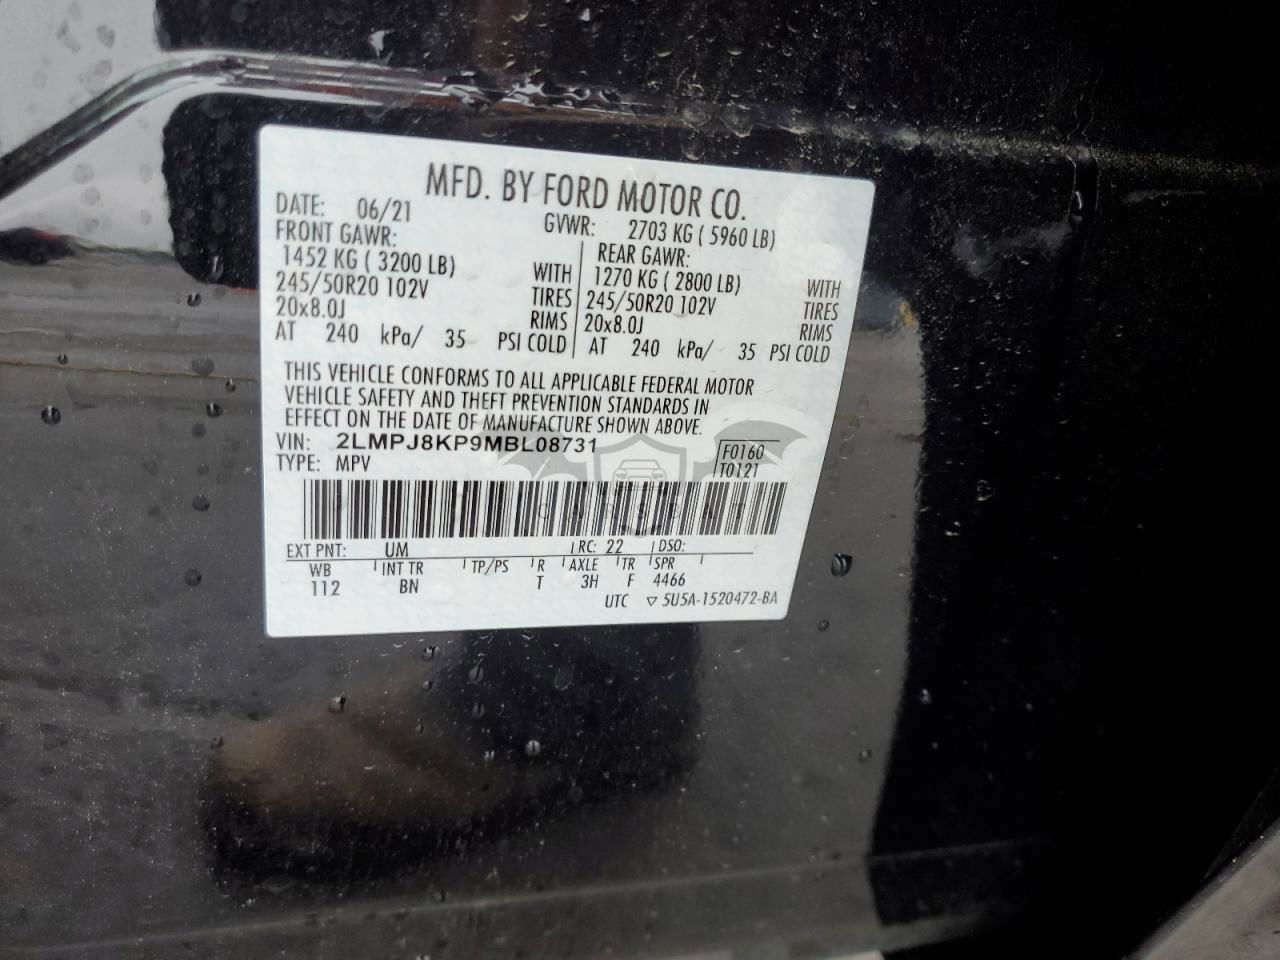 MFD. BY FORD MOTOR CO.
DATE: 06/21 GVWR: 2703 KG ( 5960 LB)
FRONT GAWR: REAR GAWR:
1452 KG ( 3200 LB) WITH 1270 KG ( 2800 LB) WITH
245/50R20 102V TIRES 245/50R20 102V TIRES
20x8.0J RIMS 20x8.0J RIMS
AT 240 kPa/ 35 PSI COLD AT 240 kPa/ 35 PSI COLD
THIS VEHICLE CONFORMS TO ALL APPLICABLE FEDERAL MOTOR
VEHICLE SAFETY AND THEFT PREVENTION STANDARDS IN
EFFECT ON THE DATE OF MANUFACTURE SHOWN ABOVE.
VIN: 2LMPJ8KP9MBL08731 F0160
TYPE: MPV T0121
EXT PNT: UM RC: 22 DSO:
WB INT TR TP/PS R AXLE TR SPR
112 BN T 3H F 4466
UTC ▽ 5U5A-1520472-BA